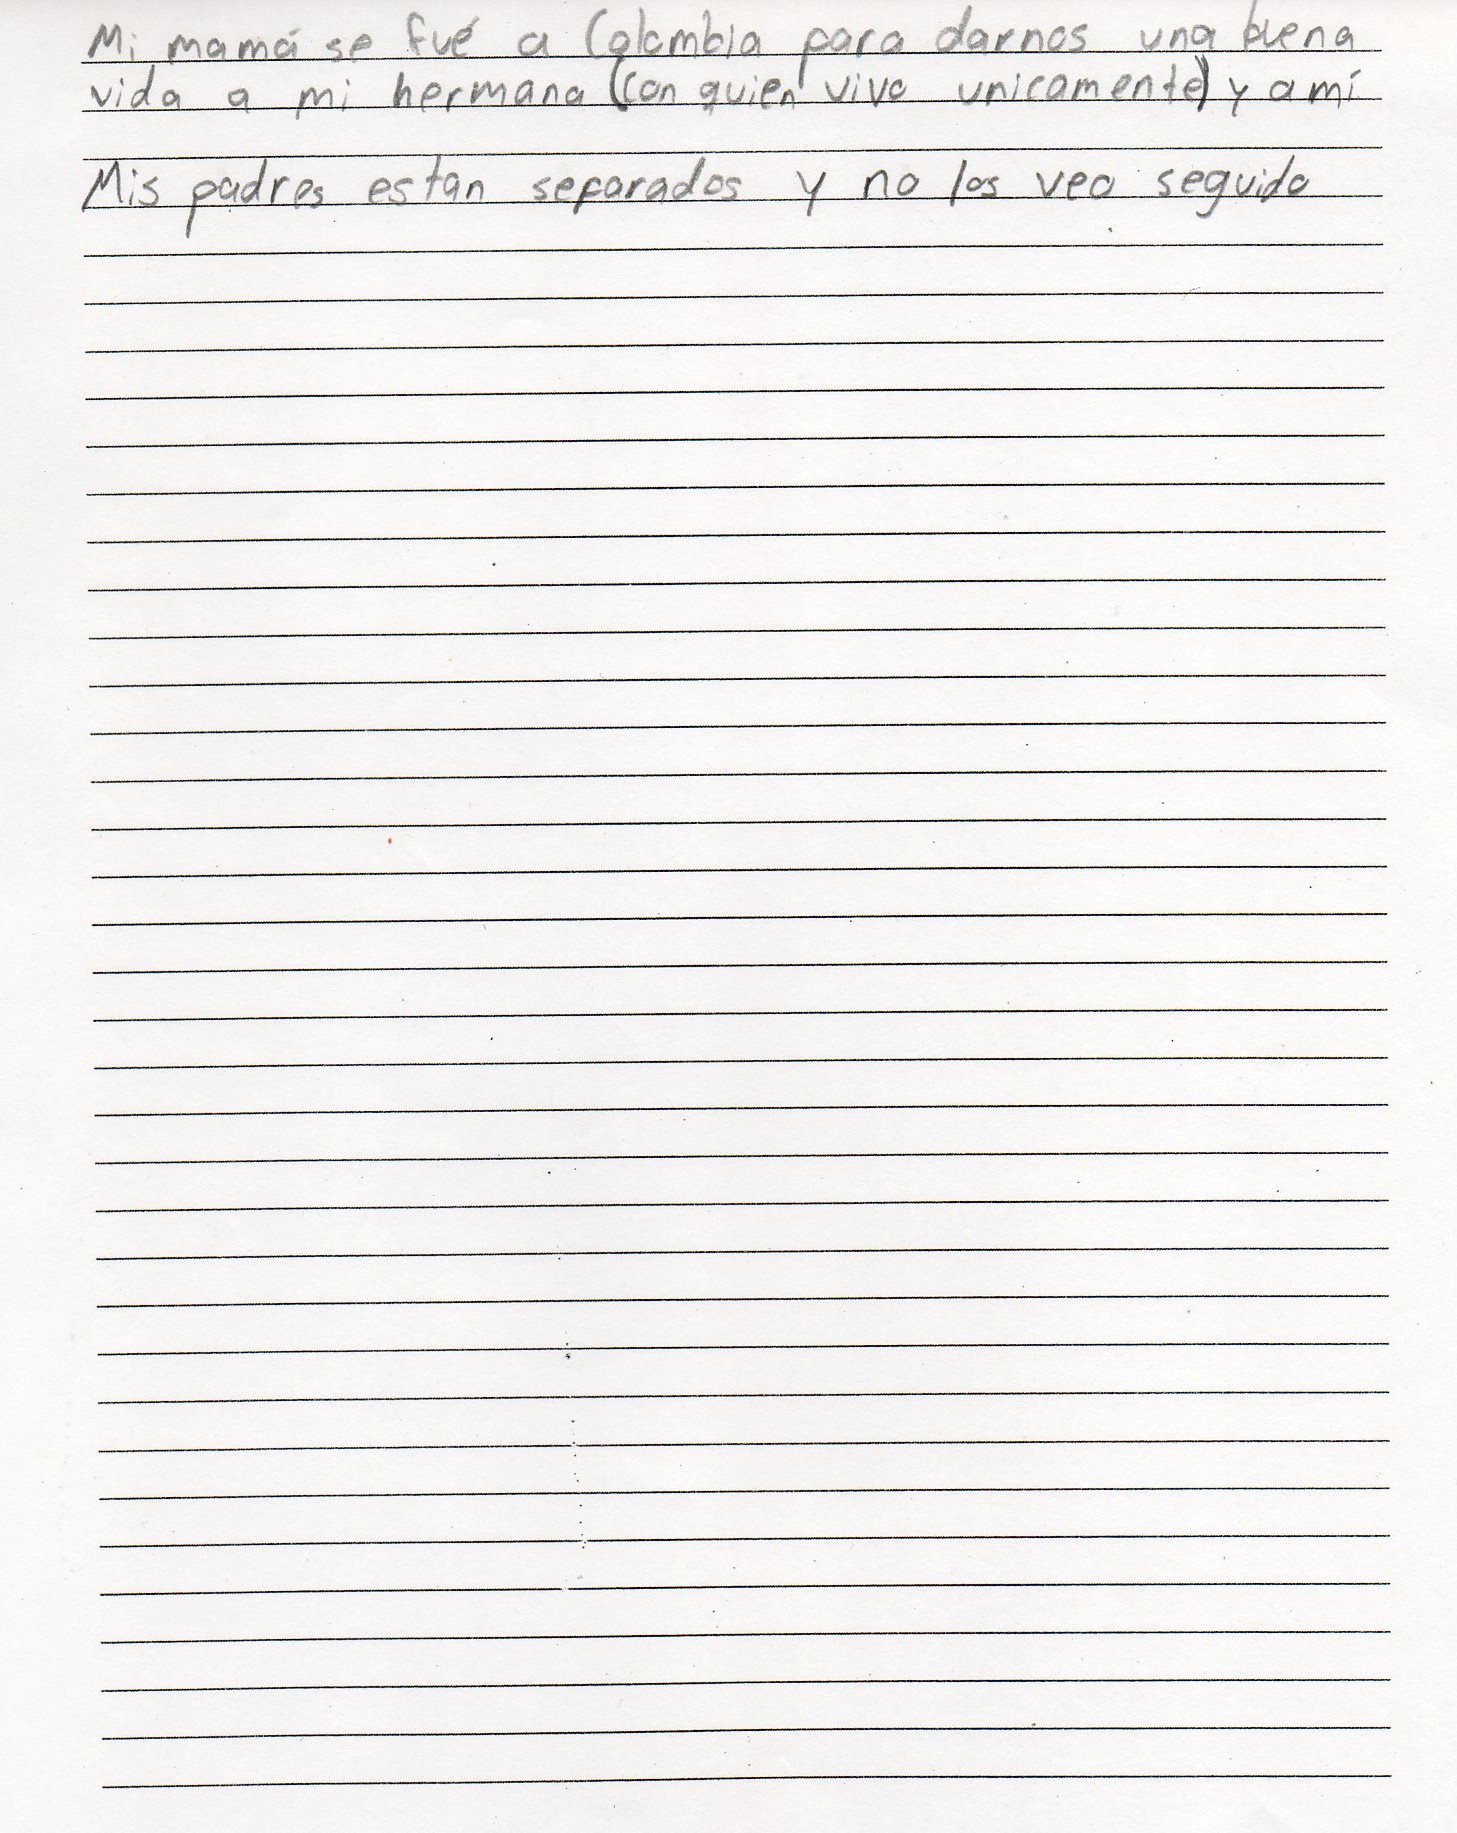 Mi mamá se fué a Colombia para darnos una buena
vida a mi hermana (con quien vivo unicamente) y a mí
Mis padres estan separados y no los veo seguido